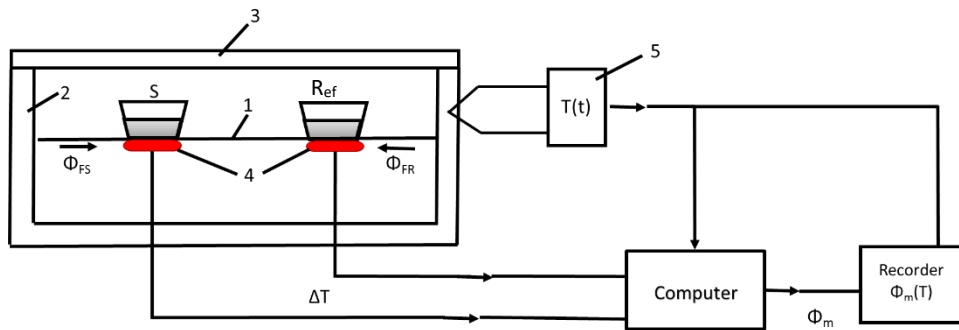 3
5
2
S
Ref
1
T(t)
ΦFS
4
ΦFR
ΔT
Computer
Φm
Recorder
Φm(T)